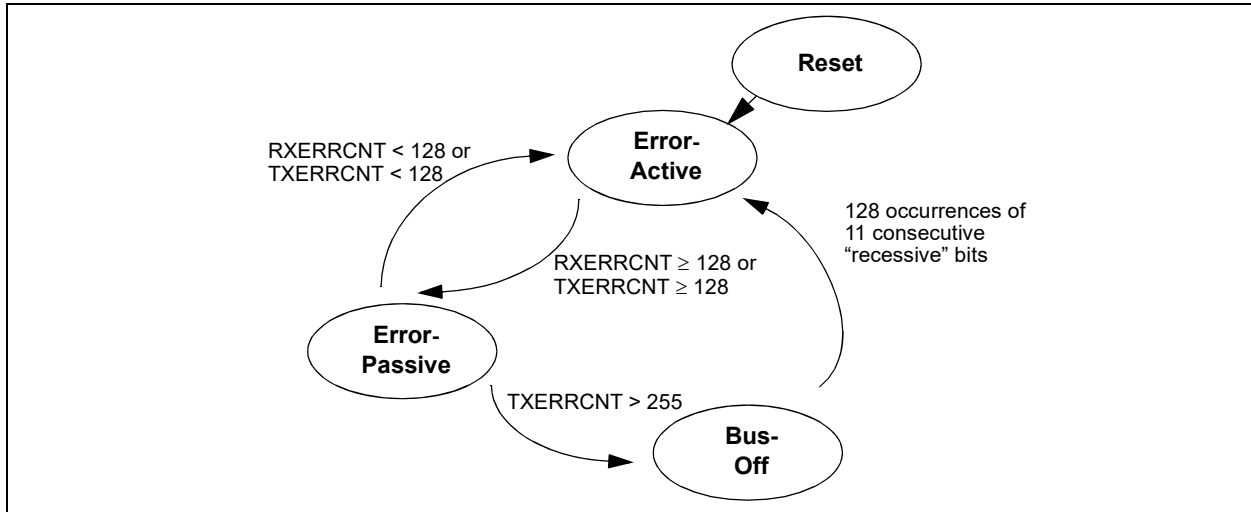 Reset
Error-
Active
RXERRCNT < 128 or
TXERRCNT < 128
128 occurrences of
11 consecutive
“recessive” bits
RXERRCNT ≥ 128 or
TXERRCNT ≥ 128
Error-
Passive
TXERRCNT > 255
Bus-
Off